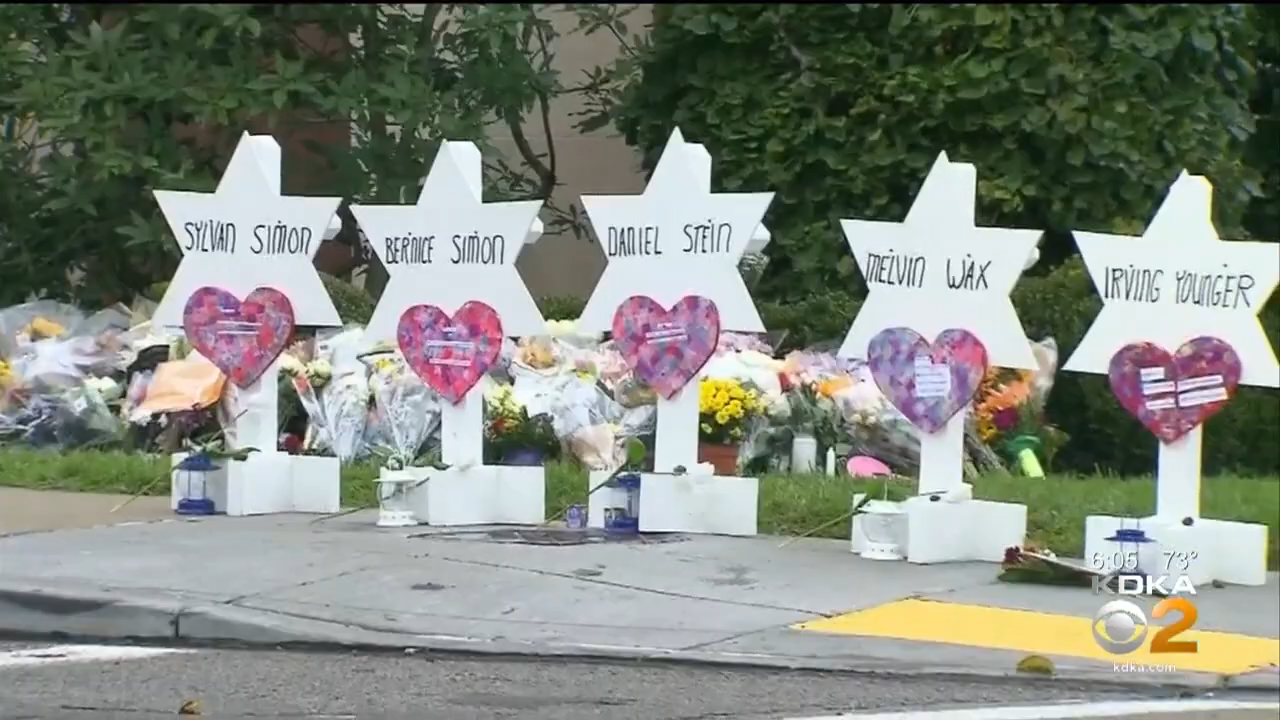 SYLVAN SIMON
BERNICE SIMON
DANIEL STEIN
MELVIN WAX
IRVING YOUNGER
6:05 73°
KDKA
2
kdka.com